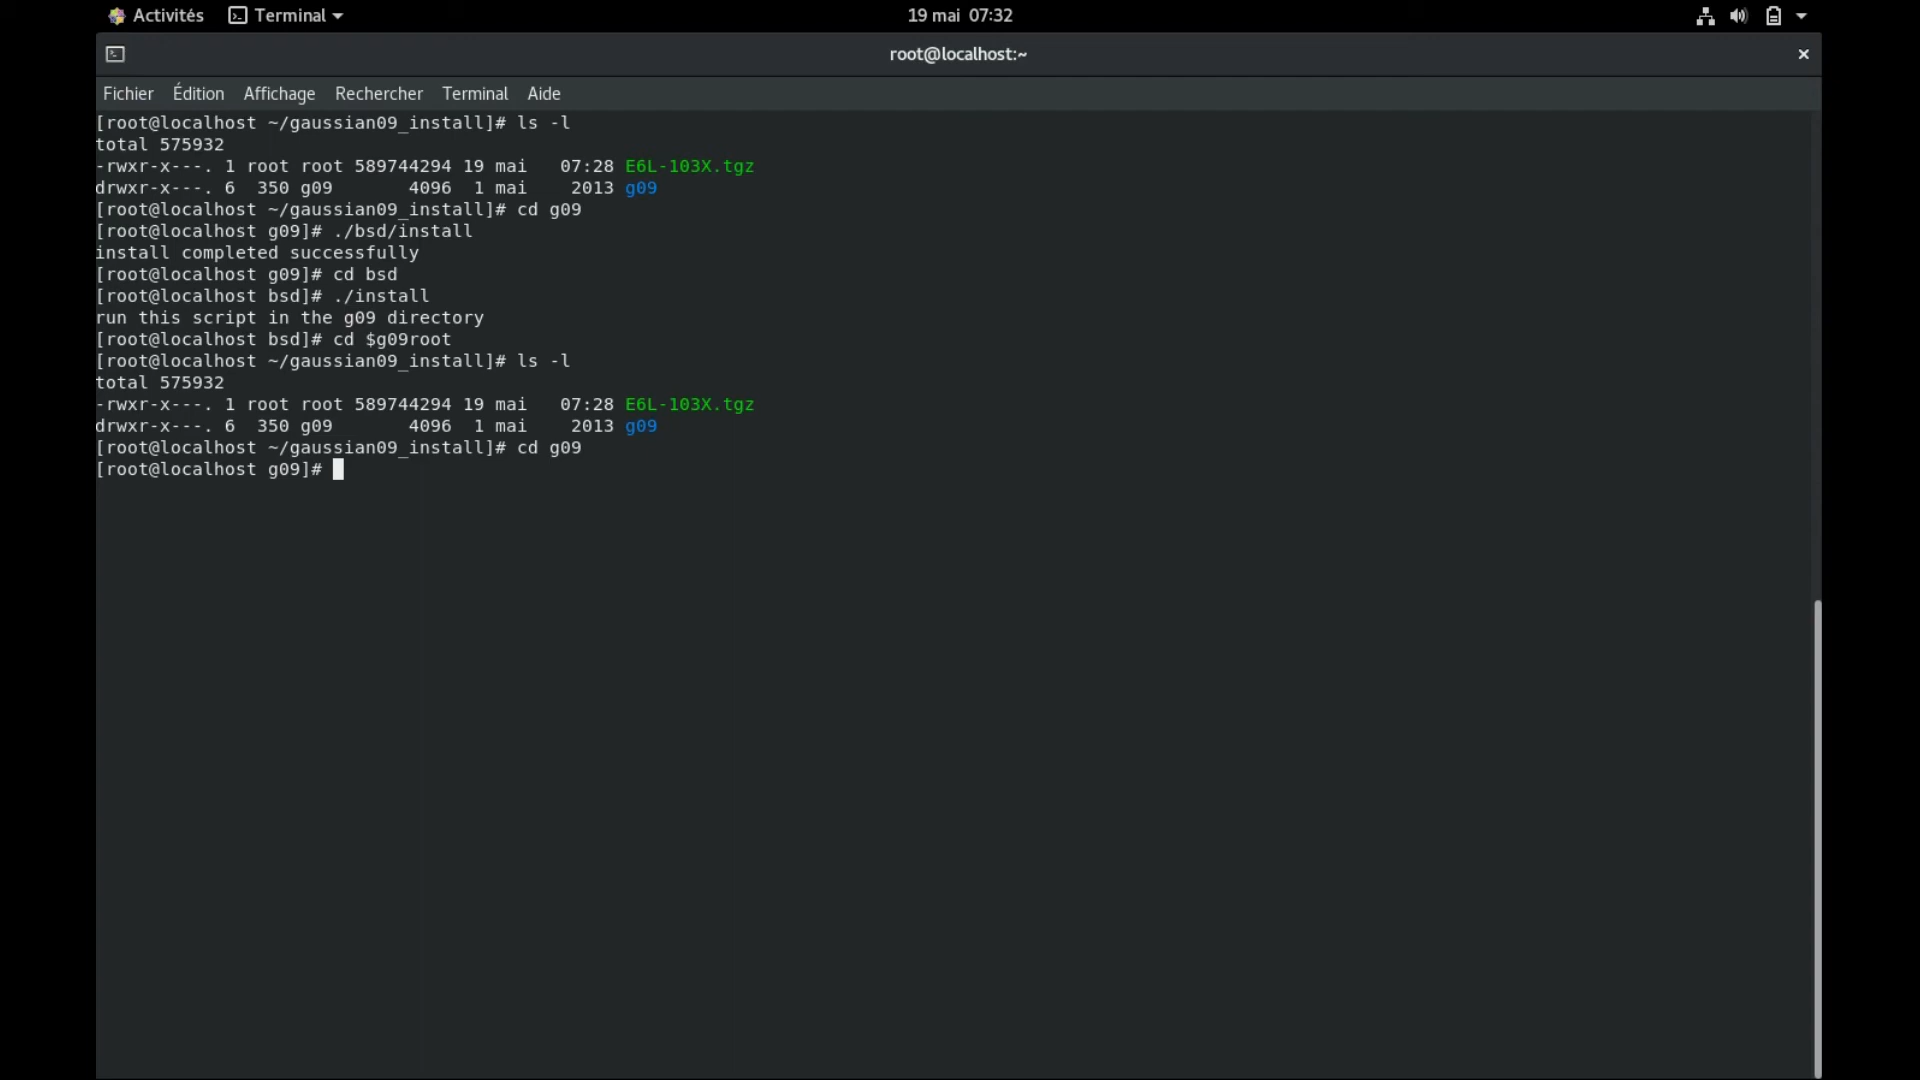 Activités Terminal 19 mai 07:32
root@localhost:~
Fichier Édition Affichage Rechercher Terminal Aide
[root@localhost ~/gaussian09_install]# ls -l
total 575932
-rwxr-x---. 1 root root 589744294 19 mai   07:28 E6L-103X.tgz
drwxr-x---. 6  350 g09       4096  1 mai    2013 g09
[root@localhost ~/gaussian09_install]# cd g09
[root@localhost g09]# ./bsd/install
install completed successfully
[root@localhost g09]# cd bsd
[root@localhost bsd]# ./install
run this script in the g09 directory
[root@localhost bsd]# cd $g09root
[root@localhost ~/gaussian09_install]# ls -l
total 575932
-rwxr-x---. 1 root root 589744294 19 mai   07:28 E6L-103X.tgz
drwxr-x---. 6  350 g09       4096  1 mai    2013 g09
[root@localhost ~/gaussian09_install]# cd g09
[root@localhost g09]#